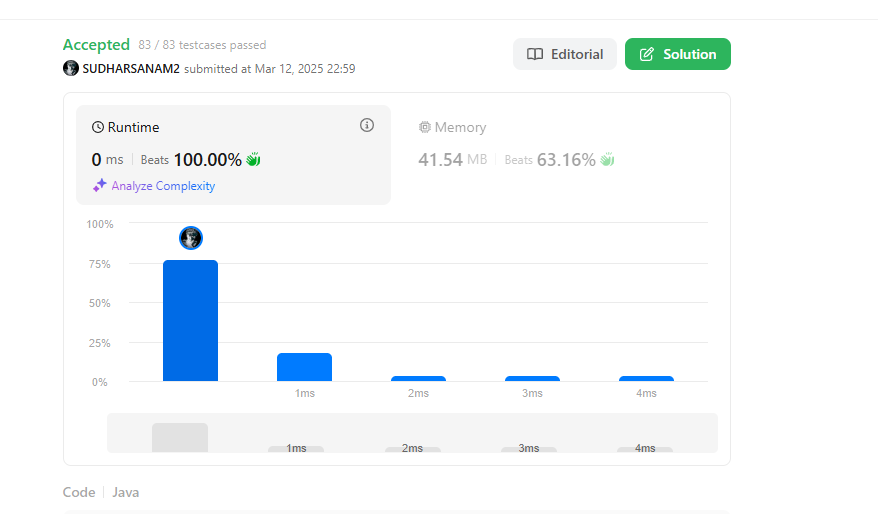 Accepted 83 / 83 testcases passed
Editorial
Solution
SUDHARSANAM2 submitted at Mar 12, 2025 22:59
Runtime
0 ms Beats 100.00%
Analyze Complexity
Memory
41.54 MB Beats 63.16%
100%
75%
50%
25%
0%
1ms 2ms 3ms 4ms
1ms 2ms 3ms 4ms
Code Java